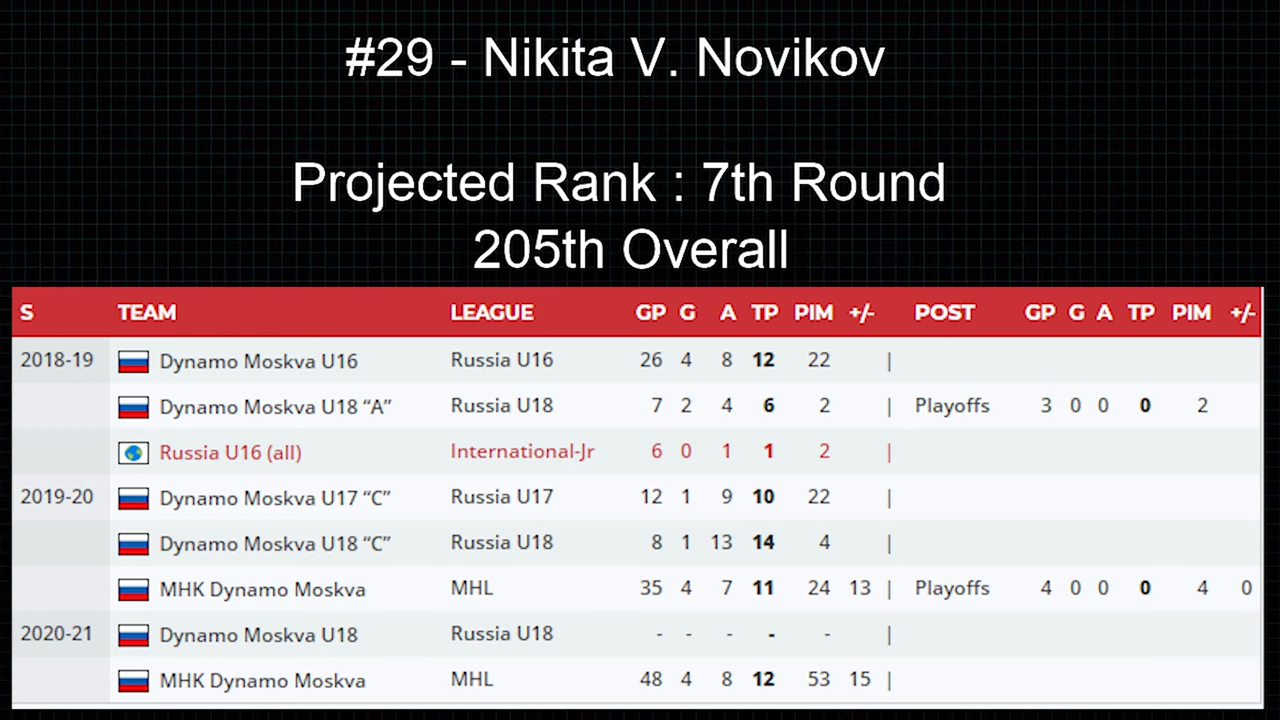 #29 - Nikita V. Novikov
Projected Rank : 7th Round
205th Overall
S TEAM LEAGUE GP G A TP PIM +/- POST GP G A TP PIM +/-
2018-19 Dynamo Moskva U16 Russia U16 26 4 8 12 22 |
Dynamo Moskva U18 “A” Russia U18 7 2 4 6 2 | Playoffs 3 0 0 0 2
Russia U16 (all) International-Jr 6 0 1 1 2 |
2019-20 Dynamo Moskva U17 “C” Russia U17 12 1 9 10 22 |
Dynamo Moskva U18 “C” Russia U18 8 1 13 14 4 |
MHK Dynamo Moskva MHL 35 4 7 11 24 13 | Playoffs 4 0 0 0 4 0
2020-21 Dynamo Moskva U18 Russia U18 - - - - - |
MHK Dynamo Moskva MHL 48 4 8 12 53 15 |